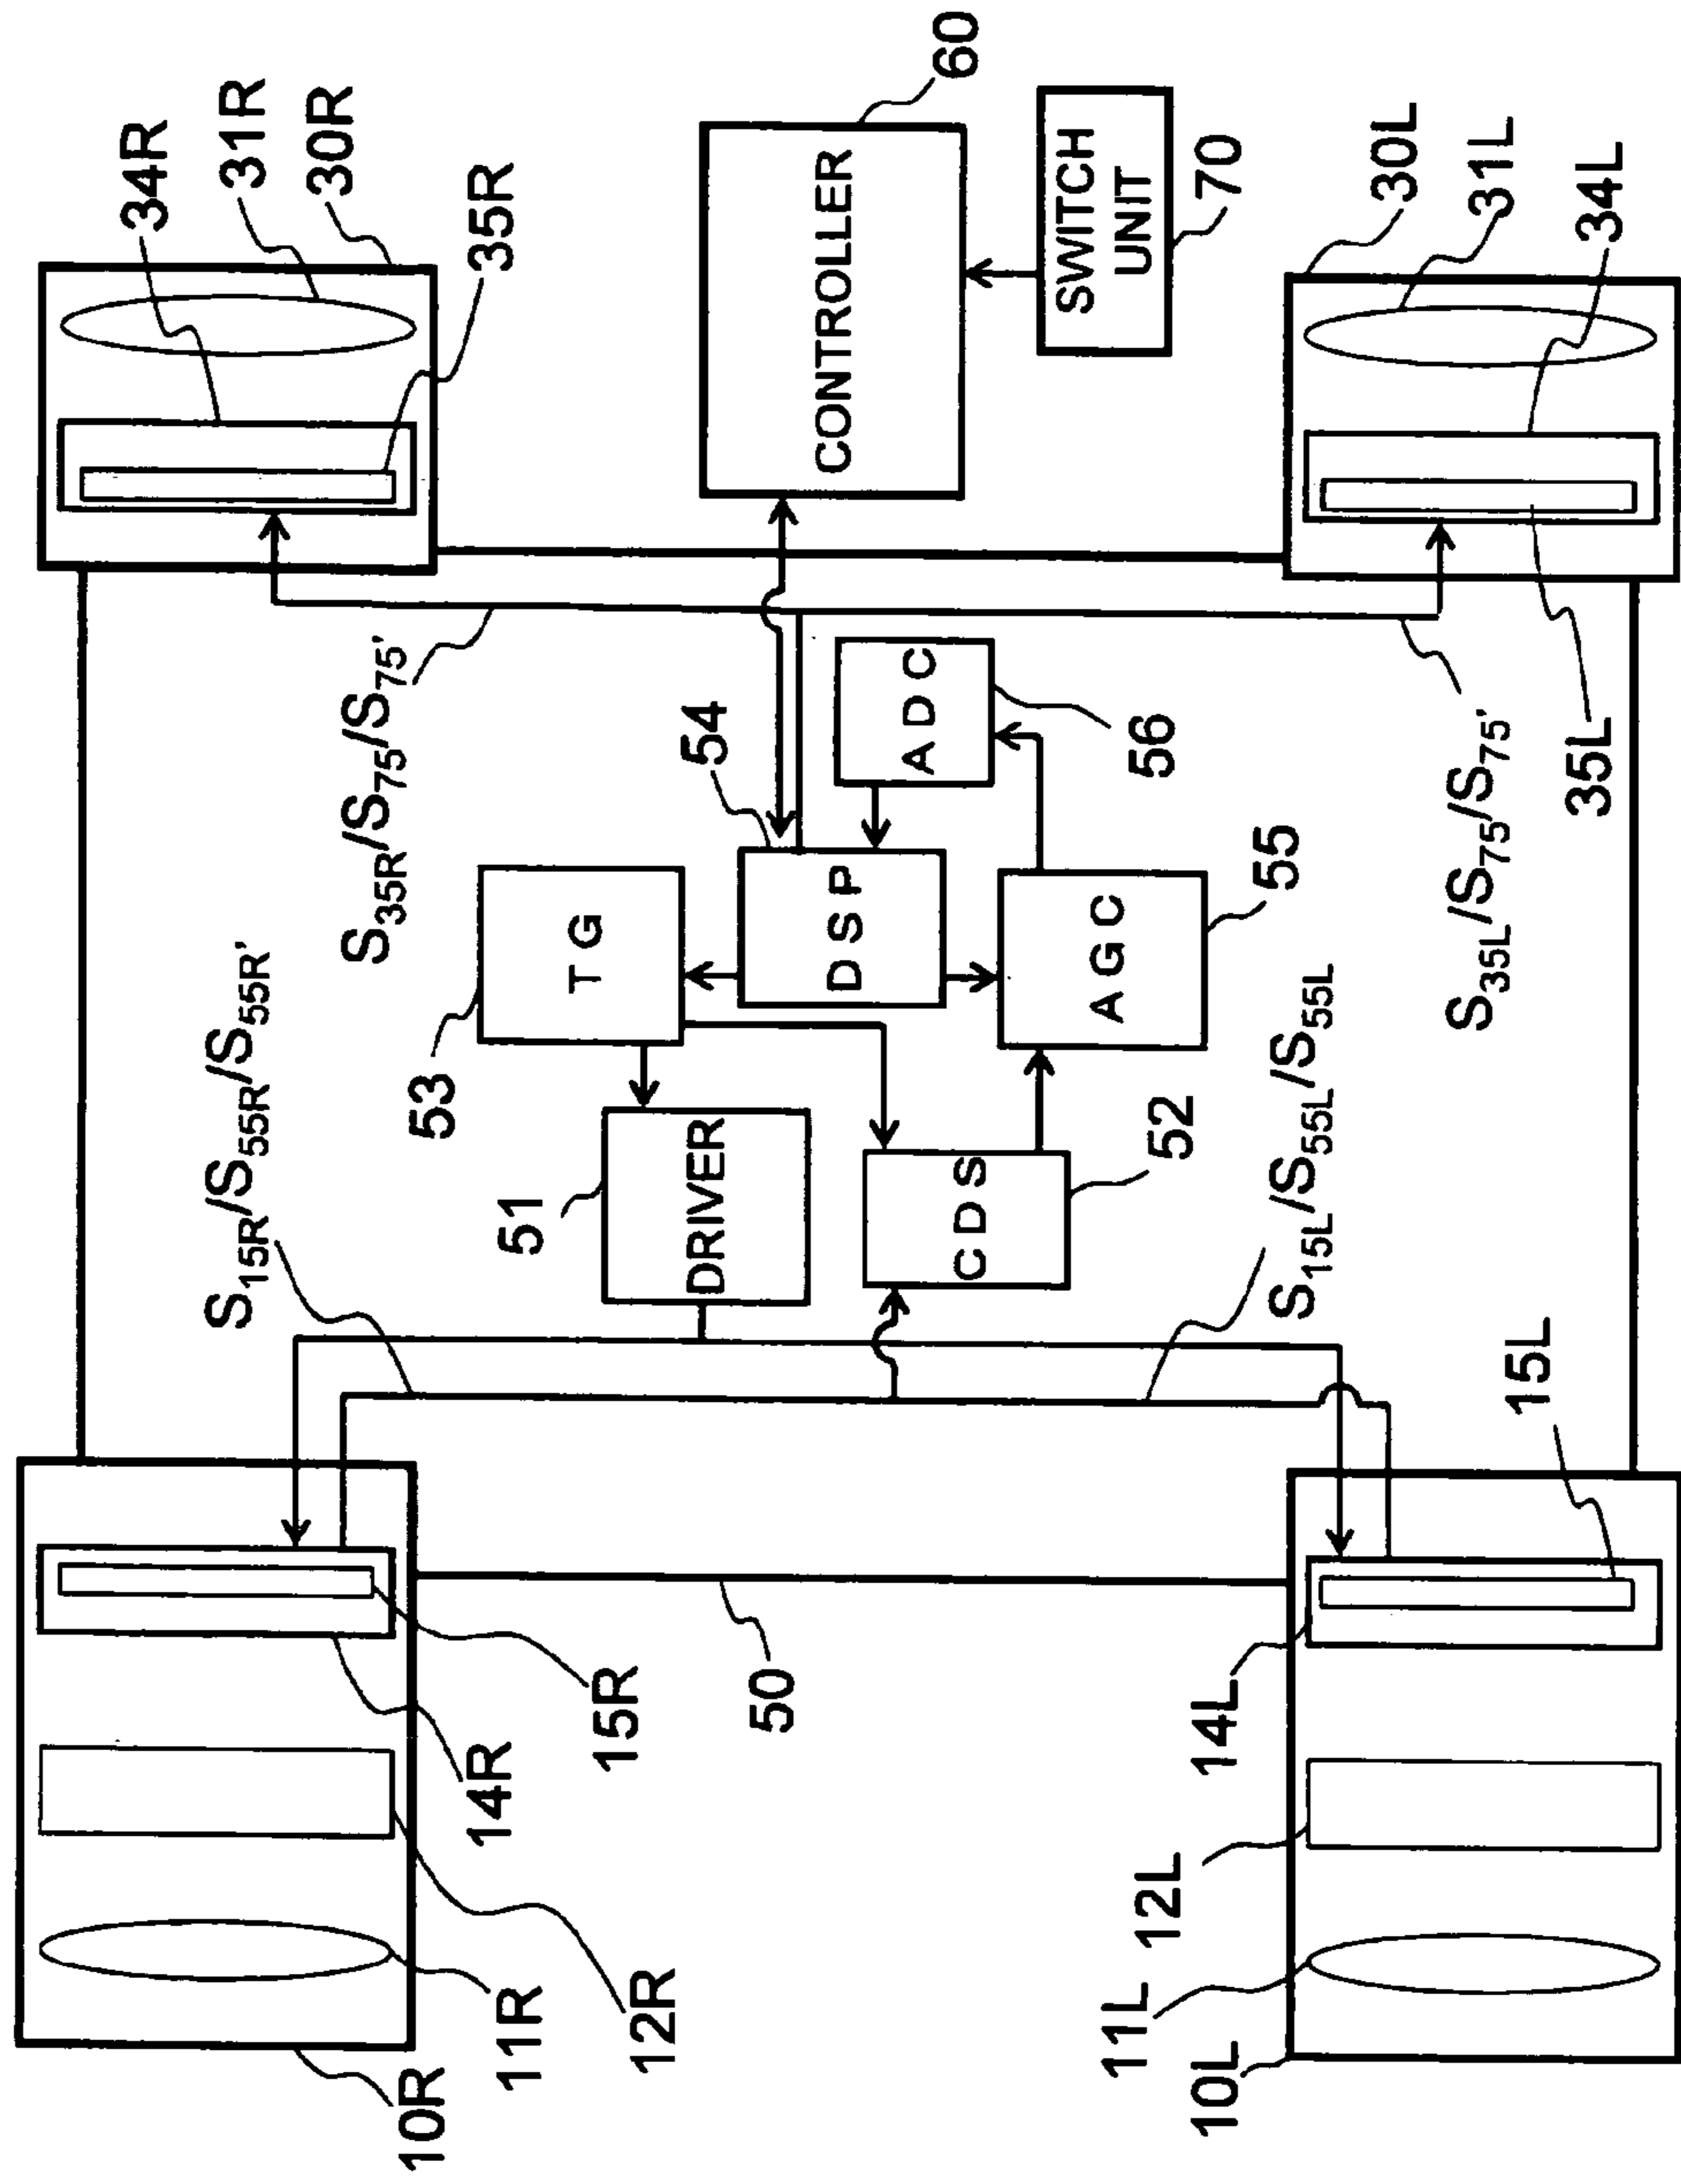 10R
11R
12R
14R
15R
S15R/S55R/S55R'
S35R/S75/S75'
34R
31R
30R
35R
50
51
DRIVER
53
TG
54
DSP
CDS
52
AGC
55
ADC
56
CONTROLLER
60
SWITCH
UNIT
70
10L
11L
12L
14L
15L
S15L/S55L/S55L
S35L/S75/S75'
35L
30L
31L
34L